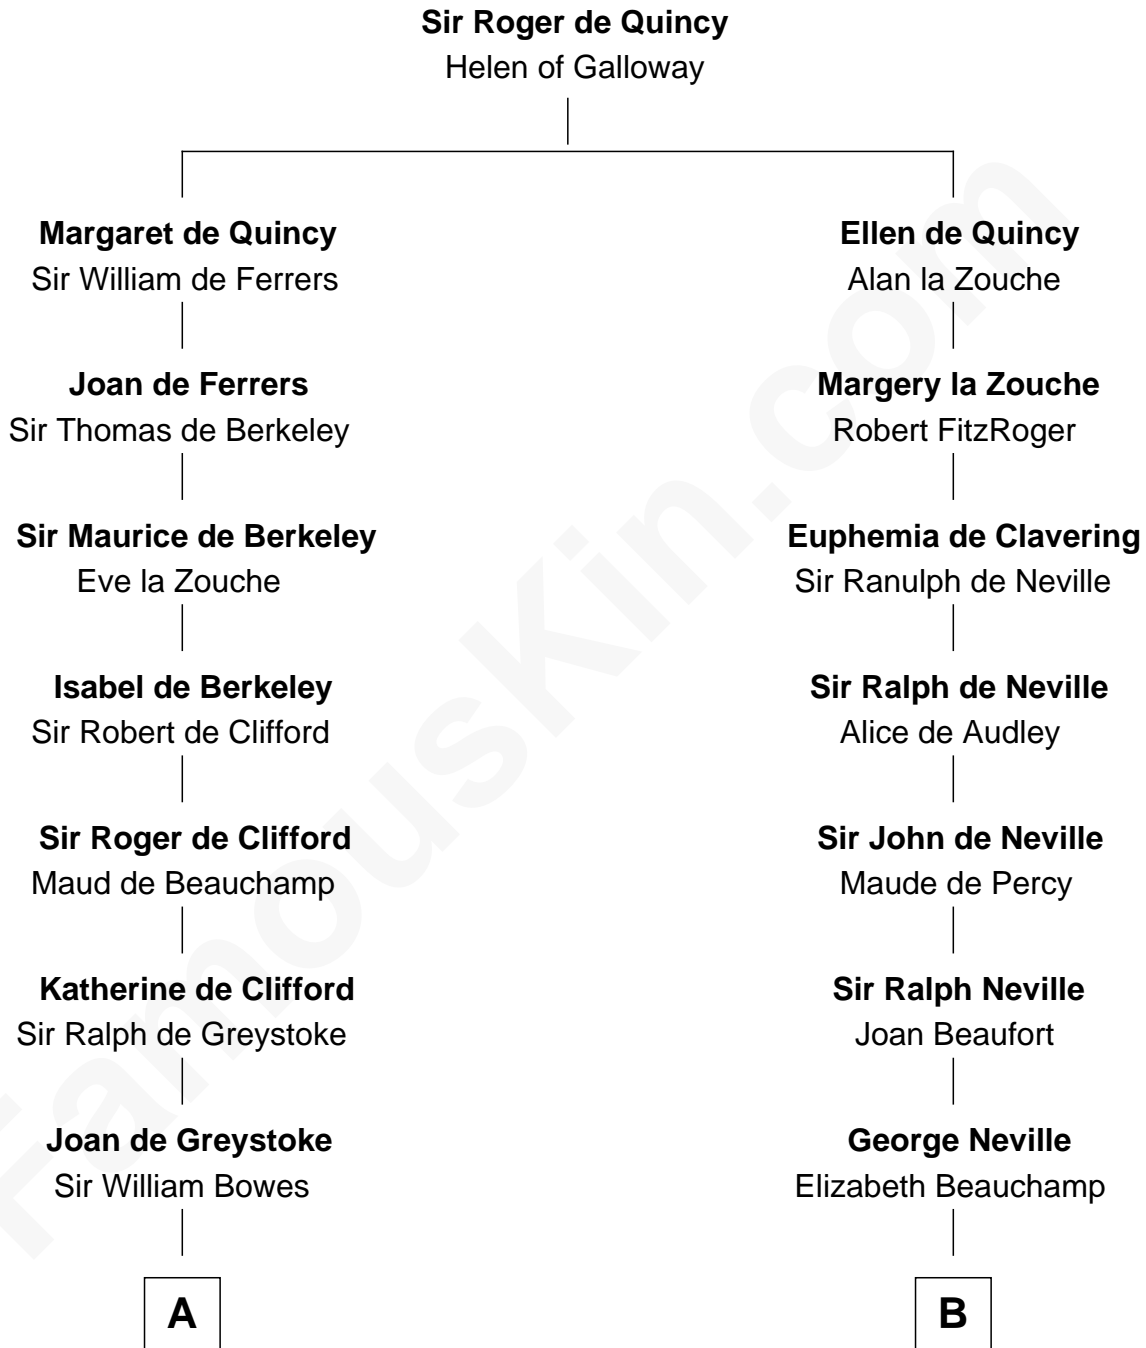 Sir Roger de Quincy
Helen of Galloway
Margaret de Quincy
Sir William de Ferrers
Ellen de Quincy
Alan la Zouche
Joan de Ferrers
Sir Thomas de Berkeley
Margery la Zouche
Robert FitzRoger
Sir Maurice de Berkeley
Eve la Zouche
Euphemia de Clavering
Sir Ranulph de Neville
Isabel de Berkeley
Sir Robert de Clifford
Sir Ralph de Neville
Alice de Audley
Sir Roger de Clifford
Maud de Beauchamp
Sir John de Neville
Maude de Percy
Katherine de Clifford
Sir Ralph de Greystoke
Sir Ralph Neville
Joan Beaufort
Joan de Greystoke
Sir William Bowes
George Neville
Elizabeth Beauchamp
A
B
FamousKin.com